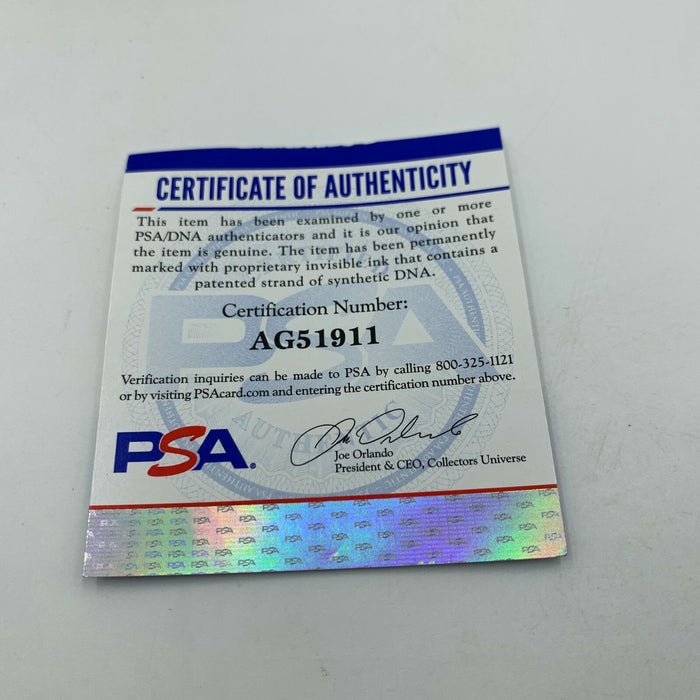 CERTIFICATE OF AUTHENTICITY
This item has been examined by one or more
PSA/DNA authenticators and it is our opinion that
the item is genuine. The item has been permanently
marked with proprietary invisible ink that contains a
patented strand of synthetic DNA.
Certification Number:
AG51911
Verification inquiries can be made to PSA by calling 800-325-1121
or by visiting PSAcard.com and entering the certification number above.
PSA.
Joe Orlando
President & CEO, Collectors Universe